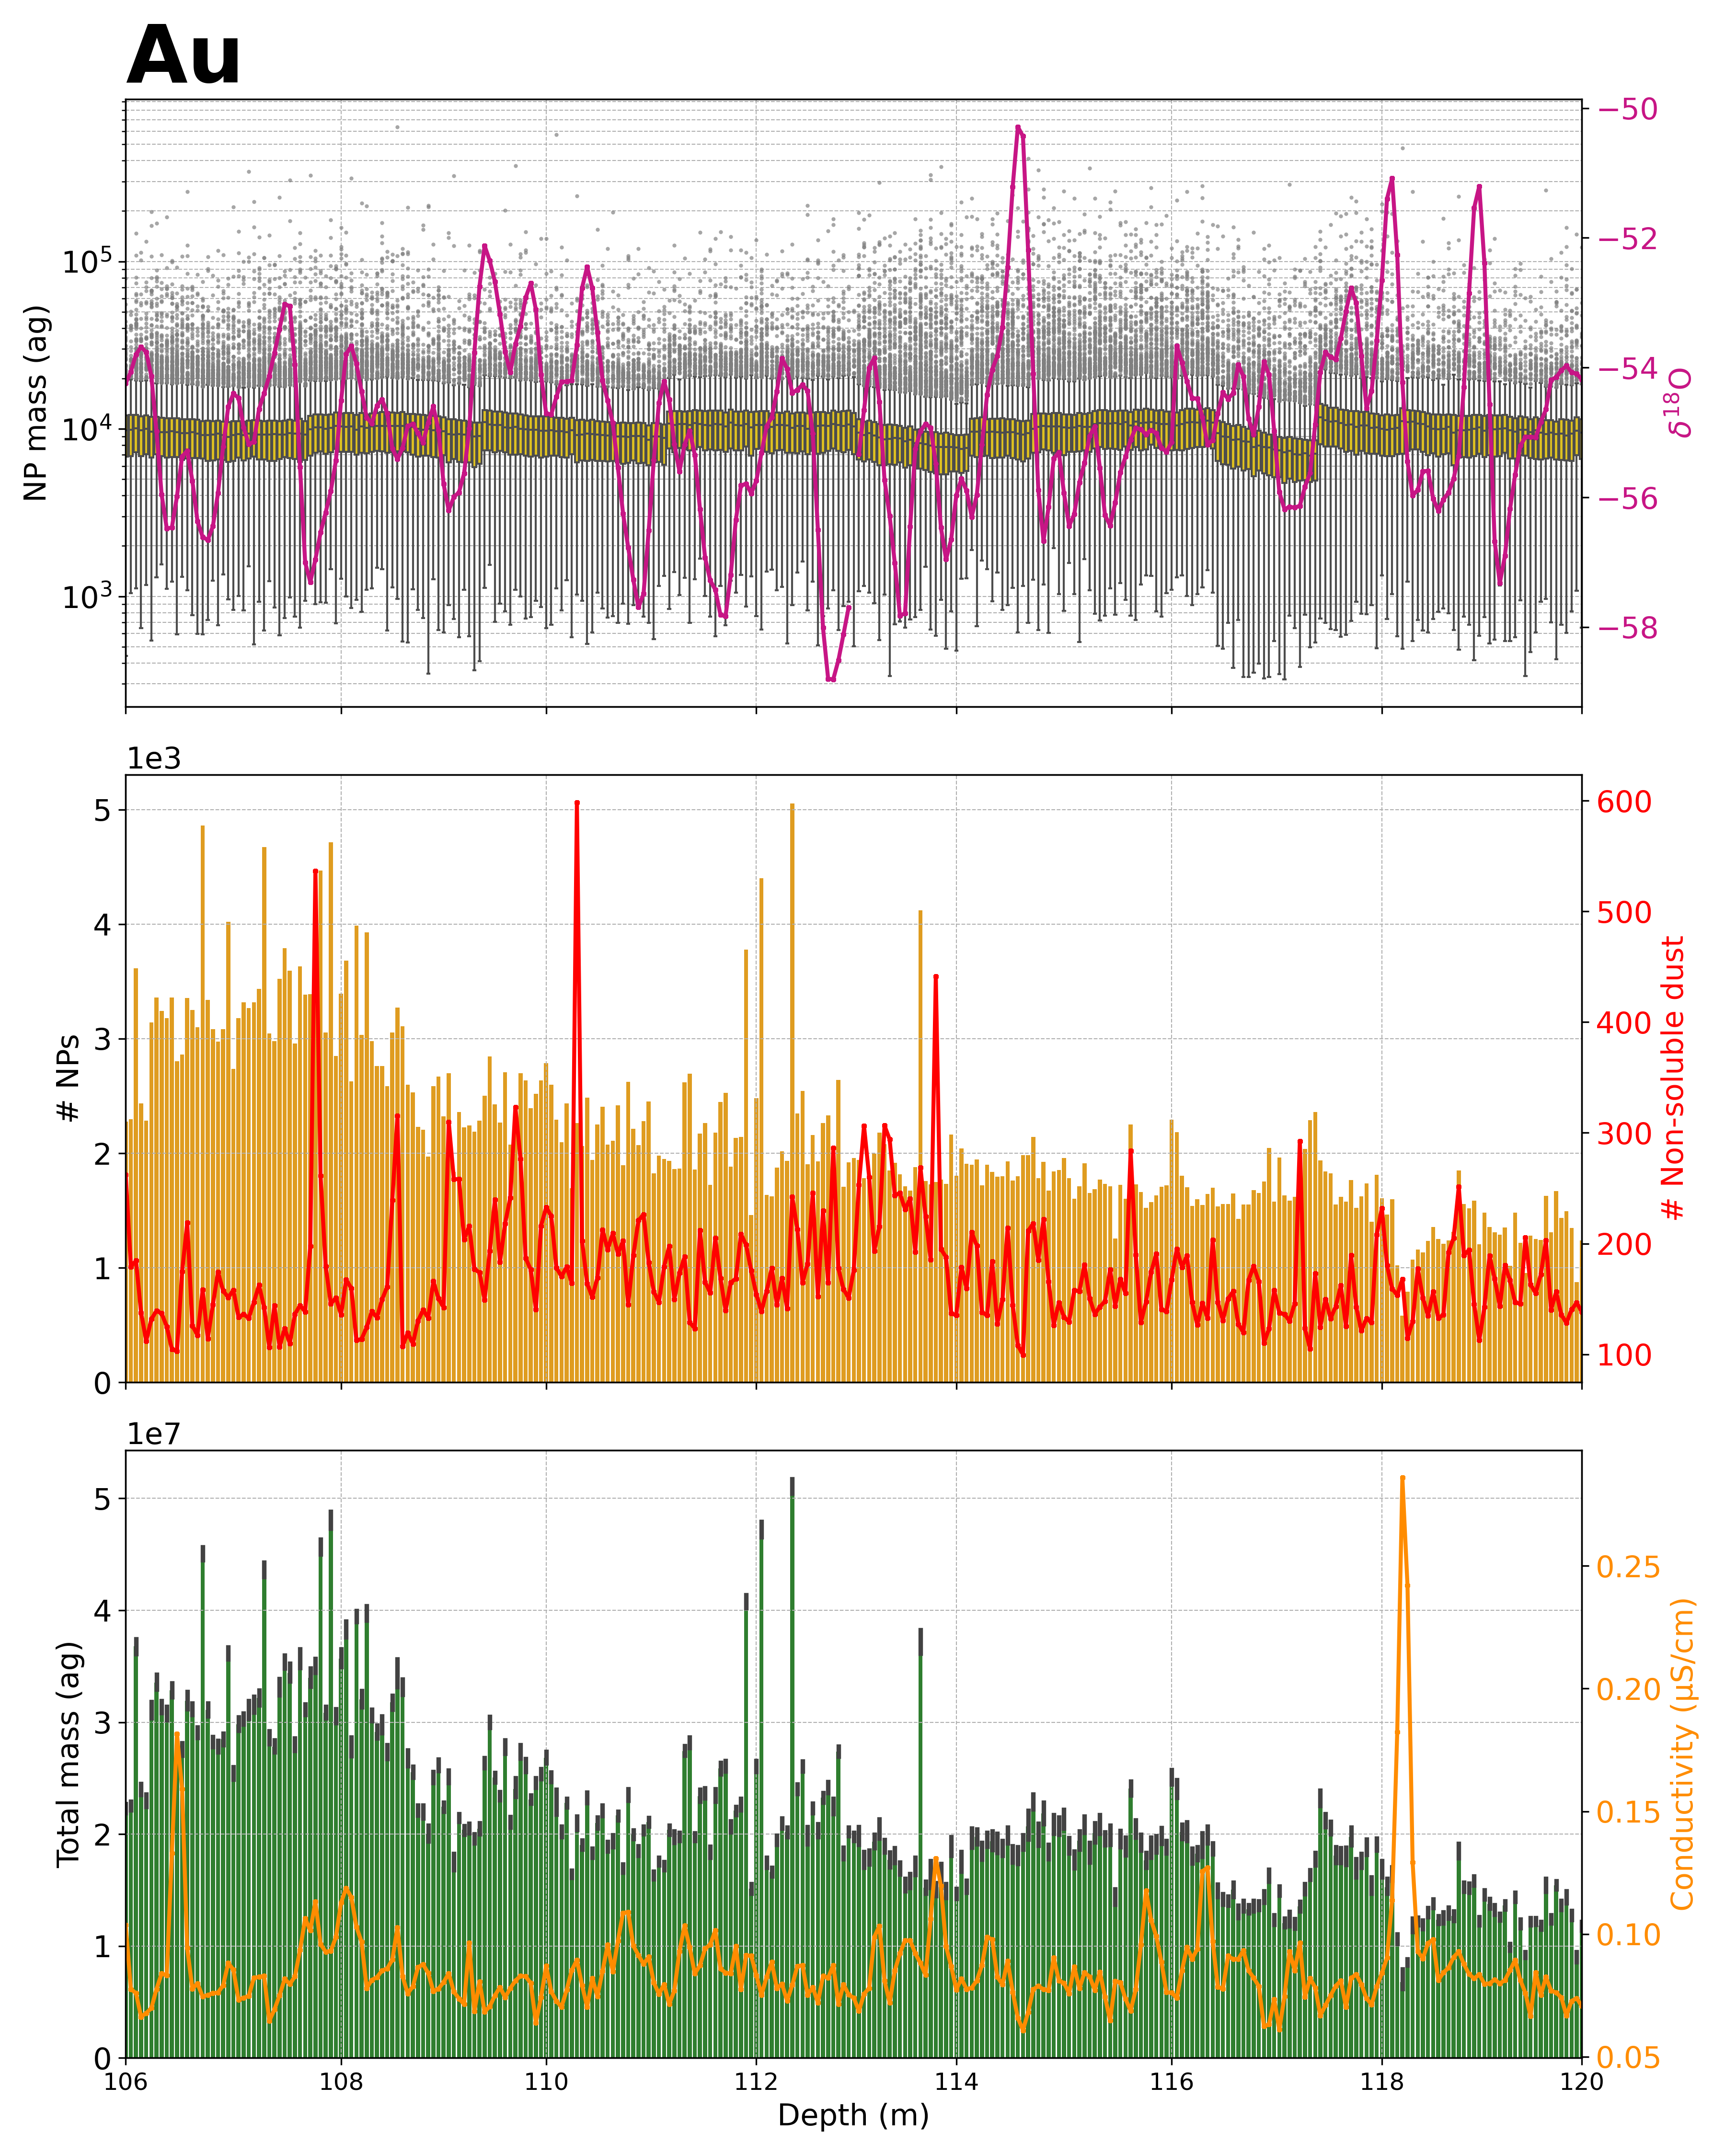 Au
NP mass (ag)
10^5
10^4
10^3
−50
−52
−54
−56
−58
δ^18O
1e3
# NPs
5
4
3
2
1
0
600
500
400
300
200
100
# Non-soluble dust
1e7
Total mass (ag)
5
4
3
2
1
0
0.25
0.20
0.15
0.10
0.05
Conductivity (μS/cm)
106 108 110 112 114 116 118 120
Depth (m)